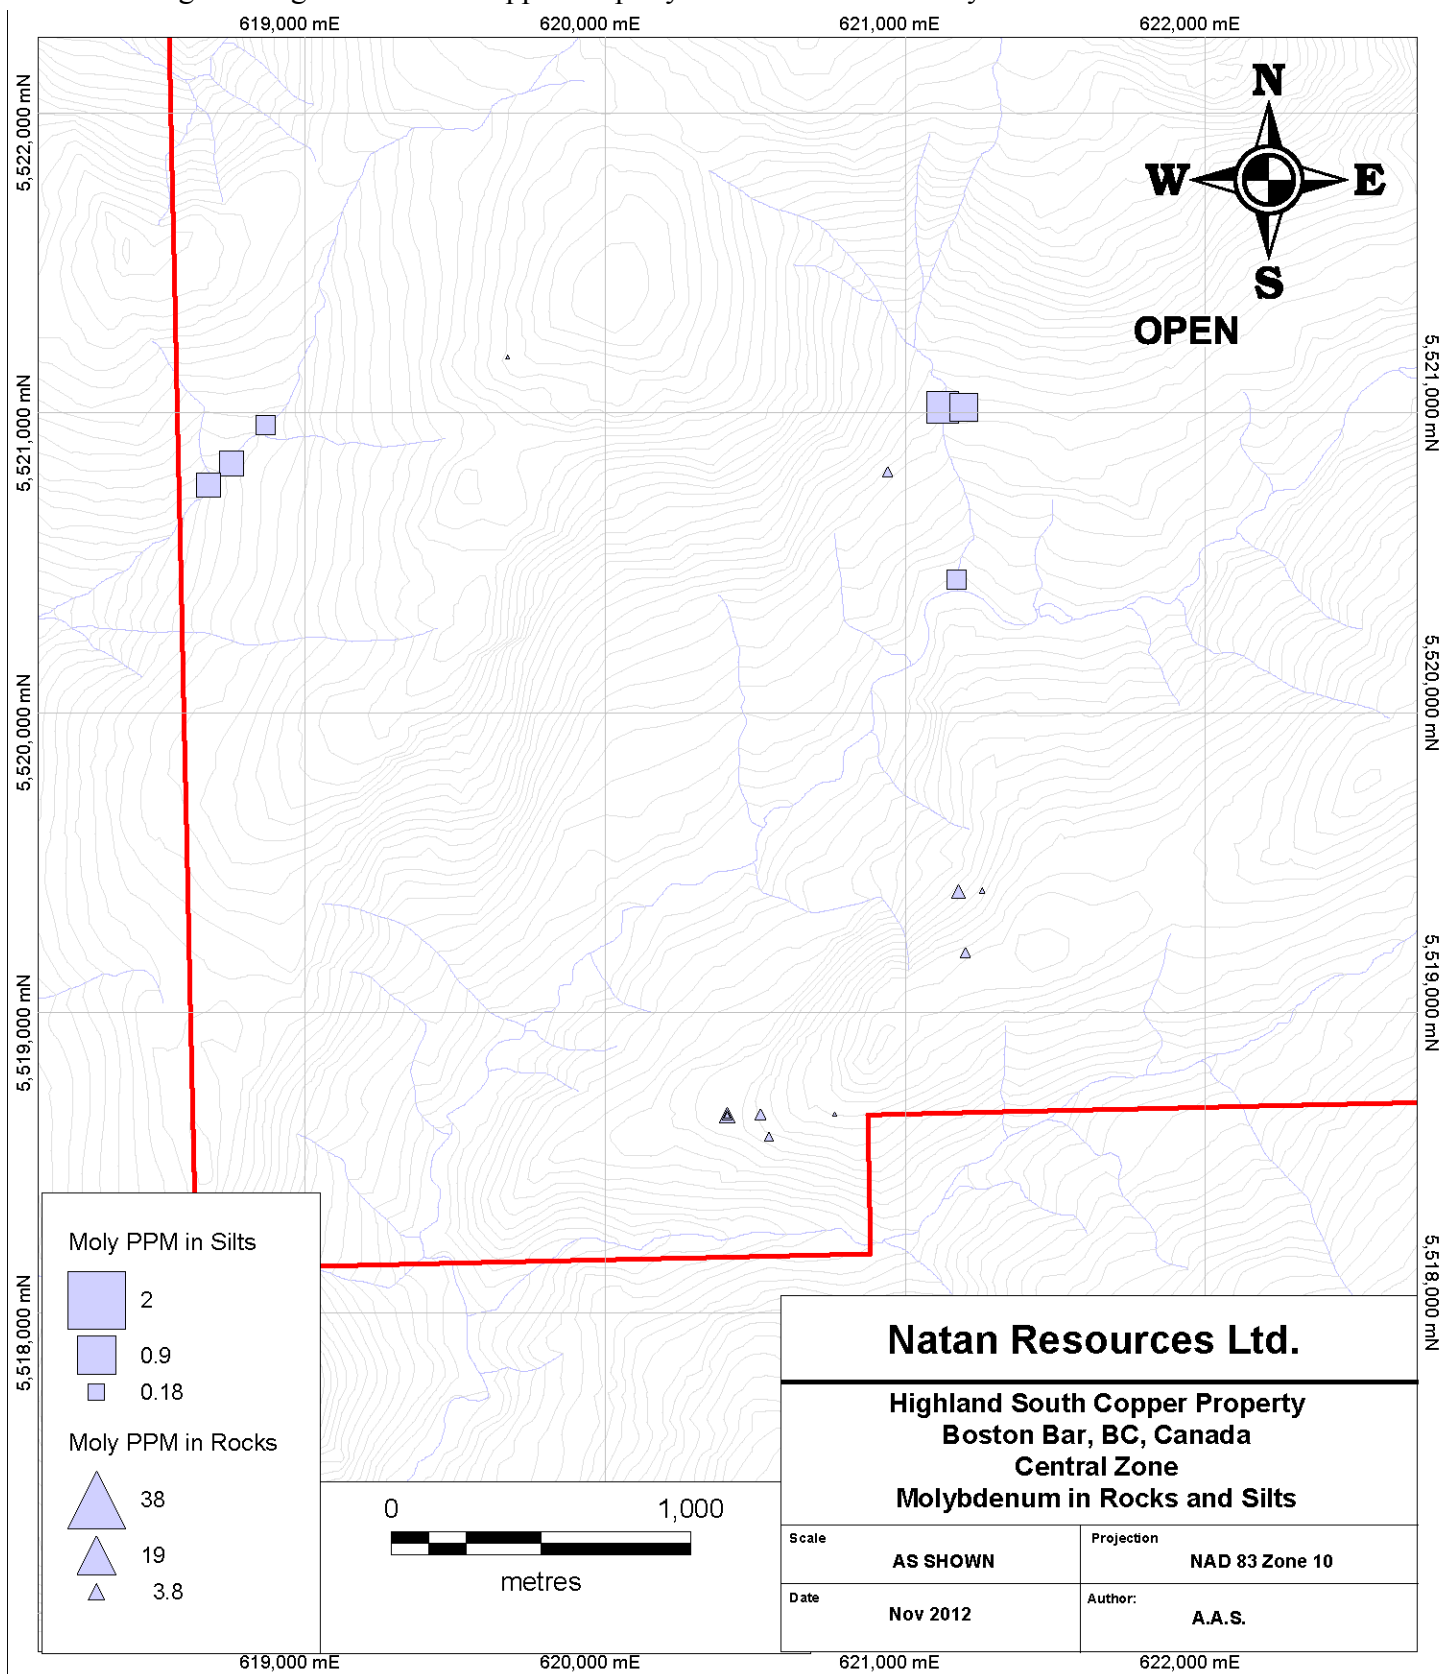 619,000 mE 620,000 mE 621,000 mE 622,000 mE
5,522,000 mN
5,521,000 mN
5,520,000 mN
5,519,000 mN
5,518,000 mN
N
W E
S
OPEN
5,521,000 mN
5,520,000 mN
5,519,000 mN
5,518,000 mN
Moly PPM in Silts
2
0.9
0.18
Moly PPM in Rocks
38
19
3.8
0 1,000
metres
Natan Resources Ltd.
Highland South Copper Property
Boston Bar, BC, Canada
Central Zone
Molybdenum in Rocks and Silts
Scale
AS SHOWN
Projection
NAD 83 Zone 10
Date
Nov 2012
Author:
A.A.S.
619,000 mE 620,000 mE 621,000 mE 622,000 mE